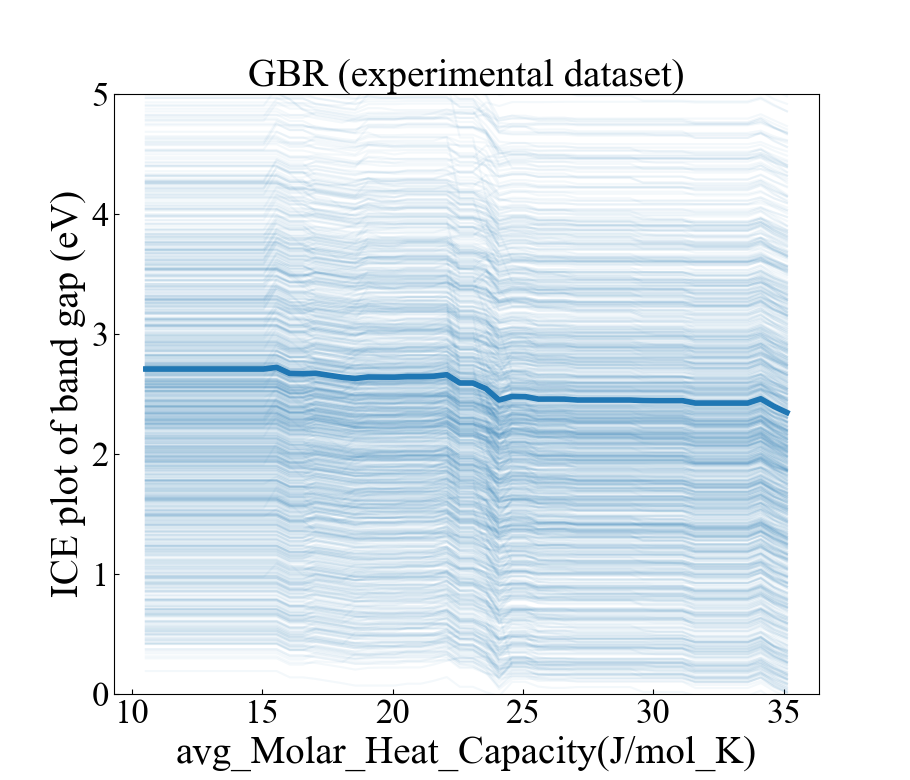 GBR (experimental dataset)
ICE plot of band gap (eV)
5
4
3
2
1
0
10 15 20 25 30 35
avg_Molar_Heat_Capacity(J/mol_K)